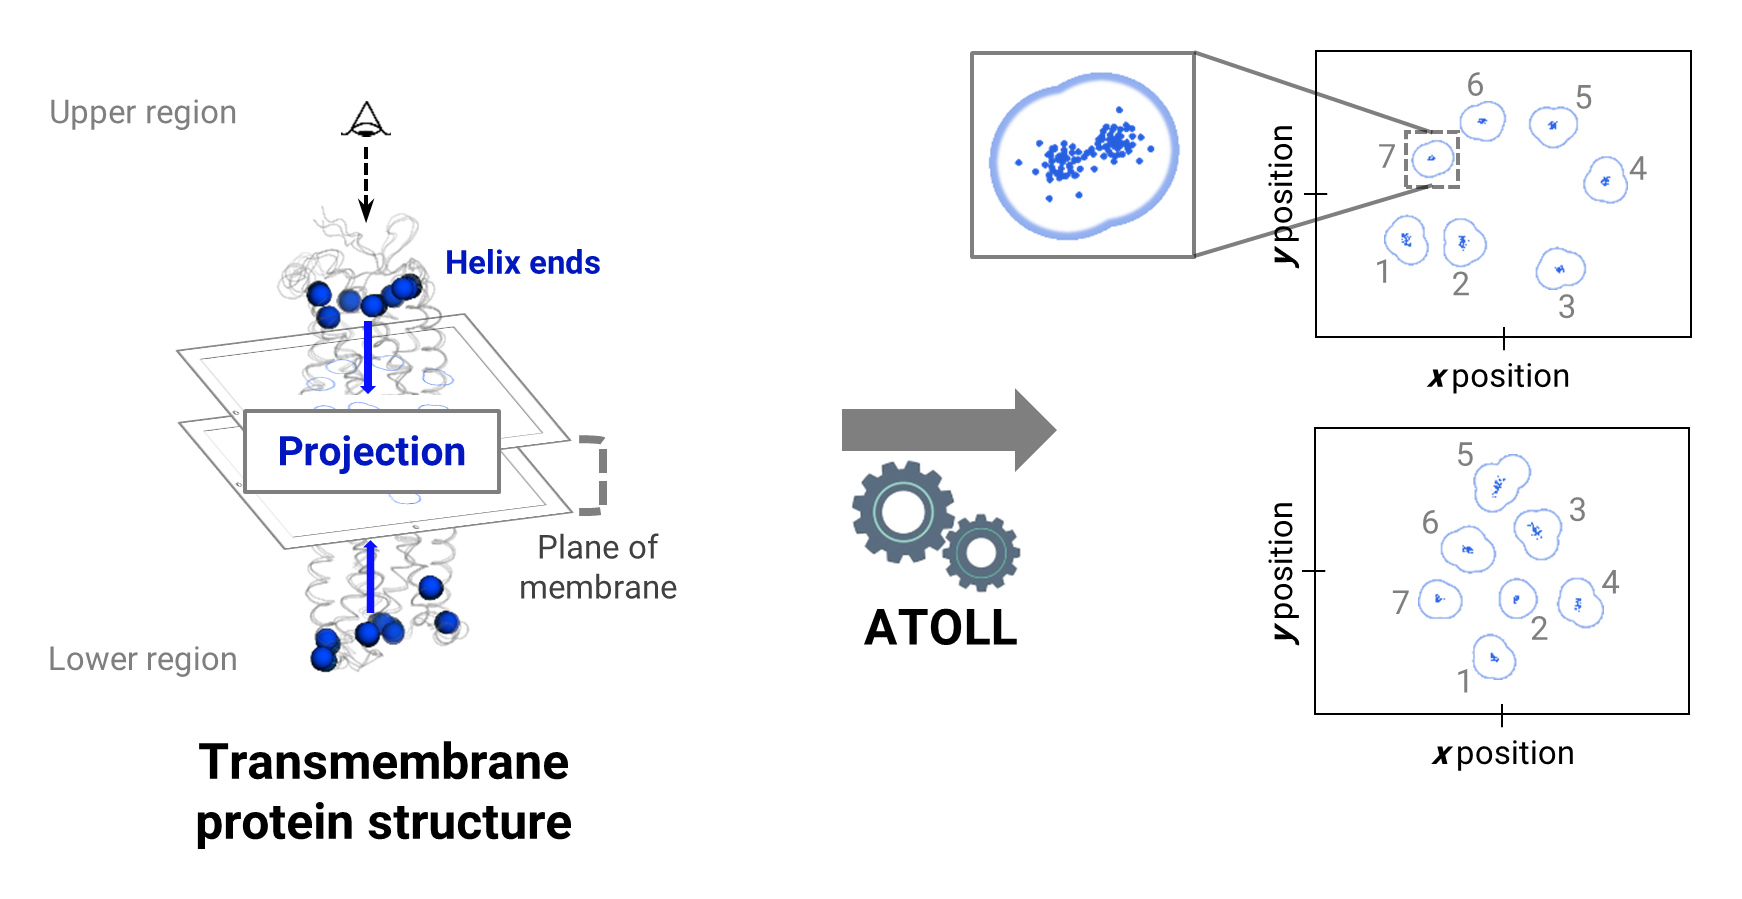 Upper region
Helix ends
Projection
Plane of
membrane
Lower region
Transmembrane
protein structure
ATOLL
6
5
7
4
1
2
3
y position
x position
5
3
6
7
4
2
1
y position
x position